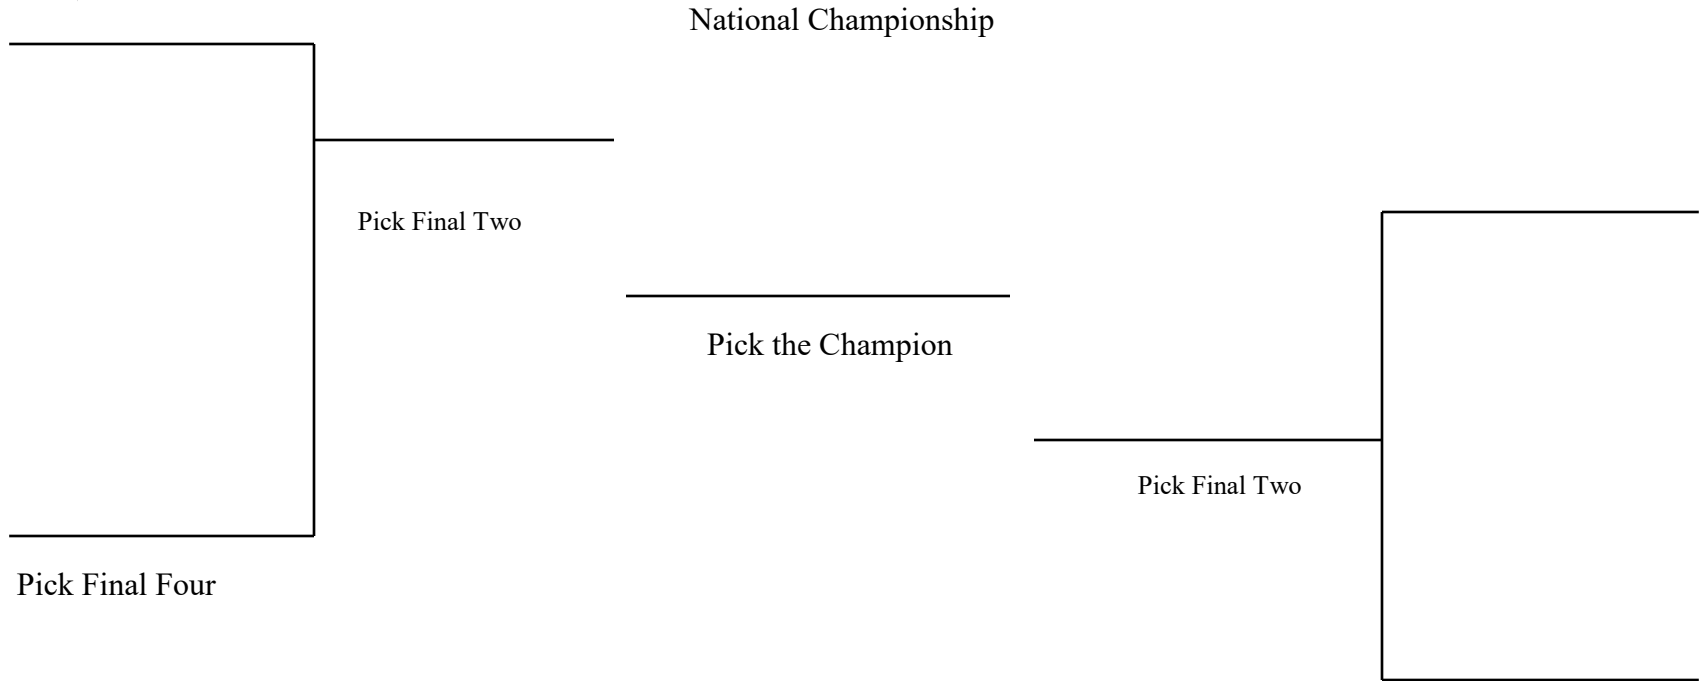 National Championship
Pick Final Two
Pick the Champion
Pick Final Two
Pick Final Four